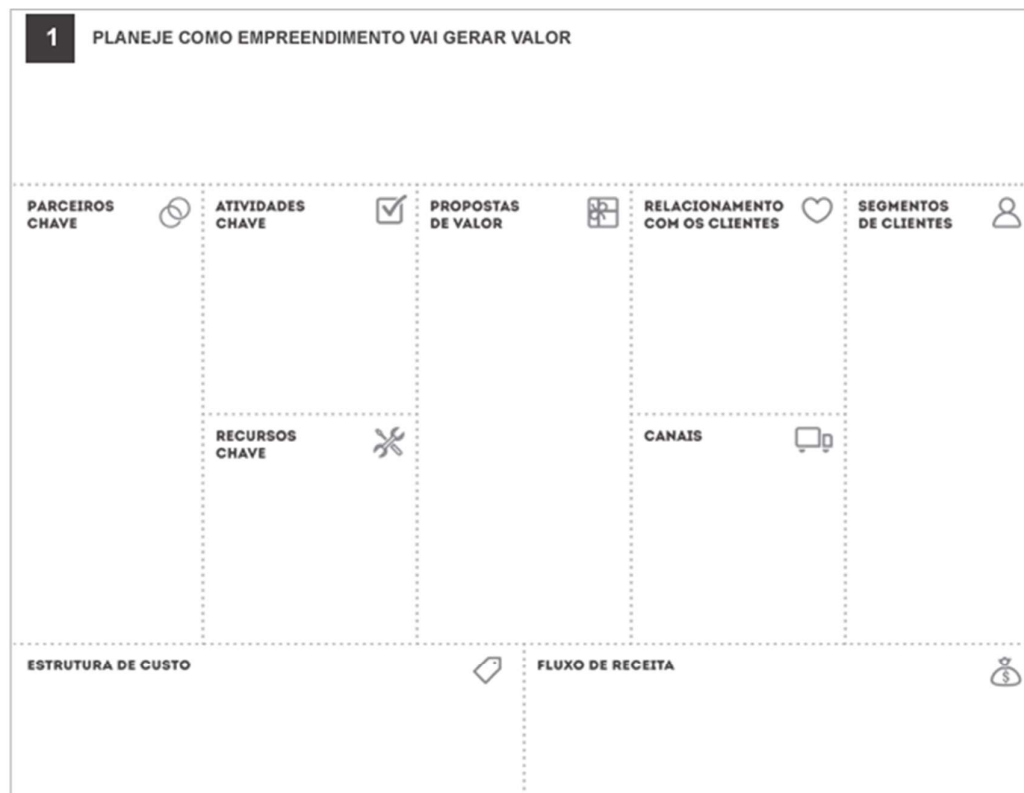 1
PLANEJE COMO EMPREENDIMENTO VAI GERAR VALOR
PARCEIROS
CHAVE
ATIVIDADES
CHAVE
PROPOSTAS
DE VALOR
RELACIONAMENTO
COM OS CLIENTES
SEGMENTOS
DE CLIENTES
RECURSOS
CHAVE
CANAIS
ESTRUTURA DE CUSTO
FLUXO DE RECEITA
$